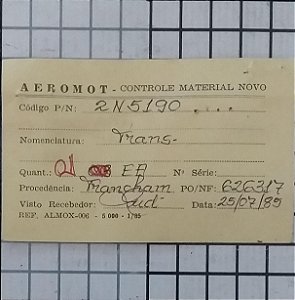 AEROMOT - CONTROLE MATERIAL NOVO
Código P/N: 2N5190....
Nomenclatura: Trans.
Quant.: 01 EA Nº Série:
Procedência: Francham PO/NF: 626317
Visto Recebedor: Data: 25/07/85
REF. ALMOX-006 - 5 000 - 1/85